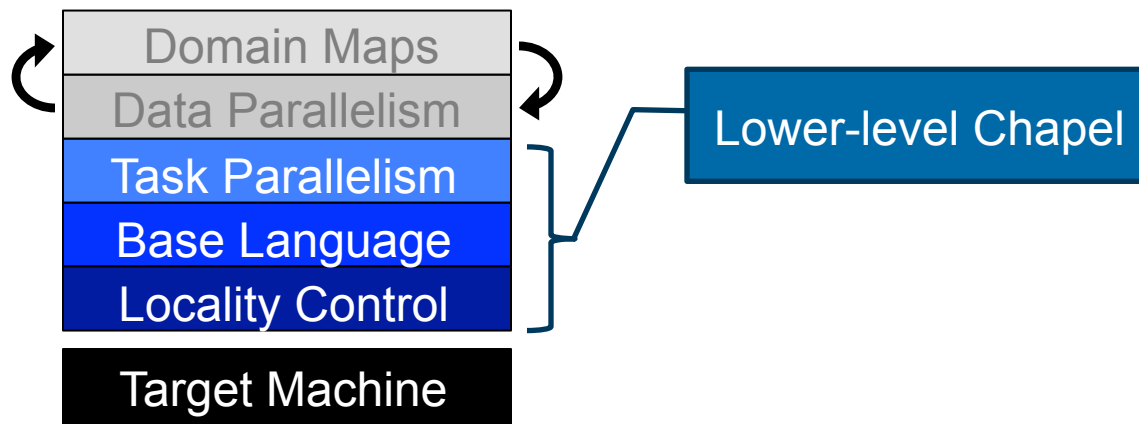 Domain Maps
Data Parallelism
Task Parallelism
Base Language
Locality Control
Target Machine
Lower-level Chapel